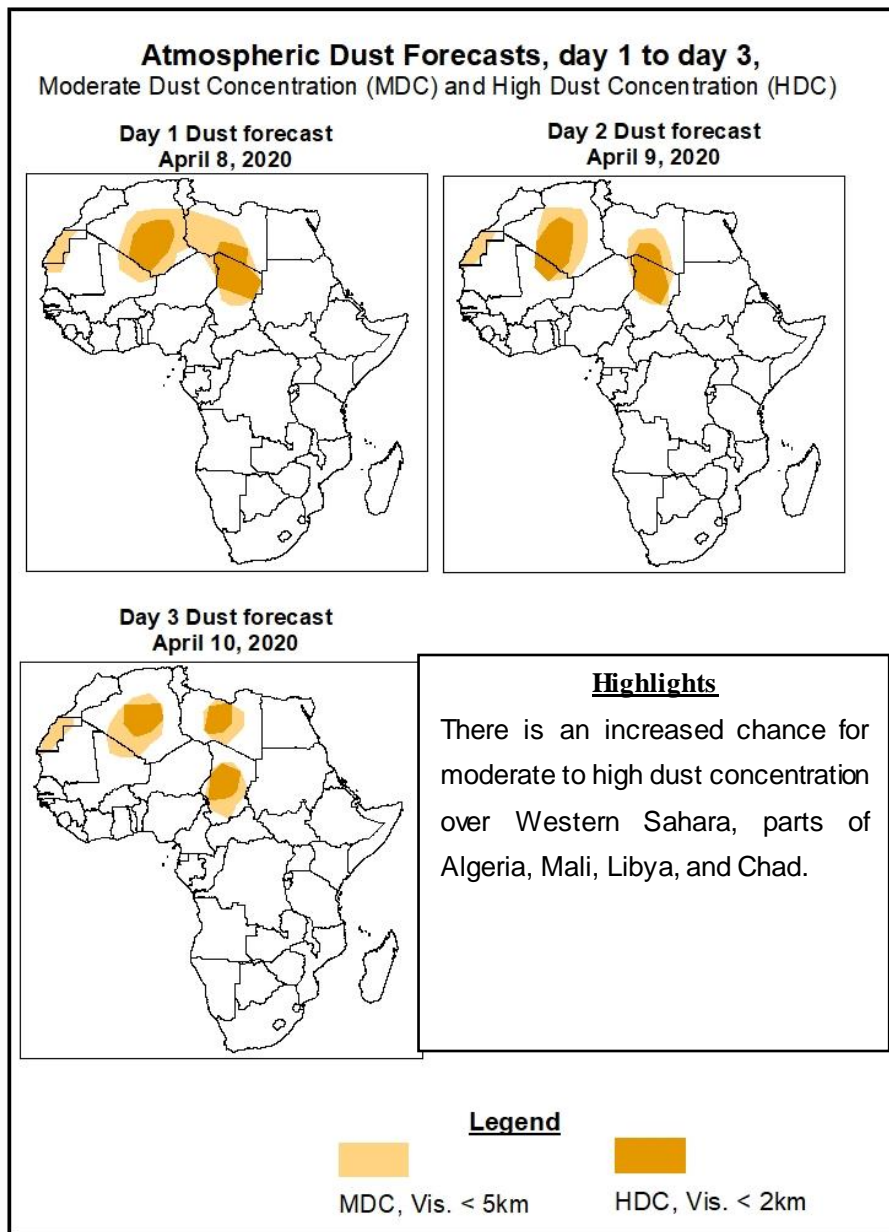 Atmospheric Dust Forecasts, day 1 to day 3,
Moderate Dust Concentration (MDC) and High Dust Concentration (HDC)
Day 1 Dust forecast
April 8, 2020
Day 2 Dust forecast
April 9, 2020
Day 3 Dust forecast
April 10, 2020
Highlights
There is an increased chance for
moderate to high dust concentration
over Western Sahara, parts of
Algeria, Mali, Libya, and Chad.
Legend
MDC, Vis. < 5km
HDC, Vis. < 2km